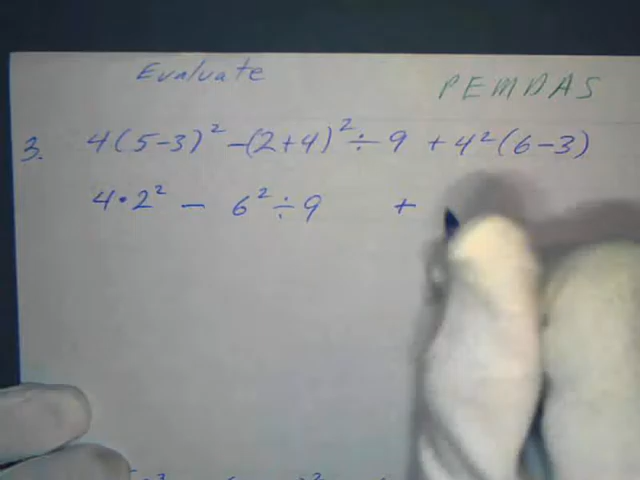 Evaluate PEMDAS
3. 4(5-3)² -(2+4)² ÷ 9 + 4²(6-3)
4•2² - 6² ÷ 9 +